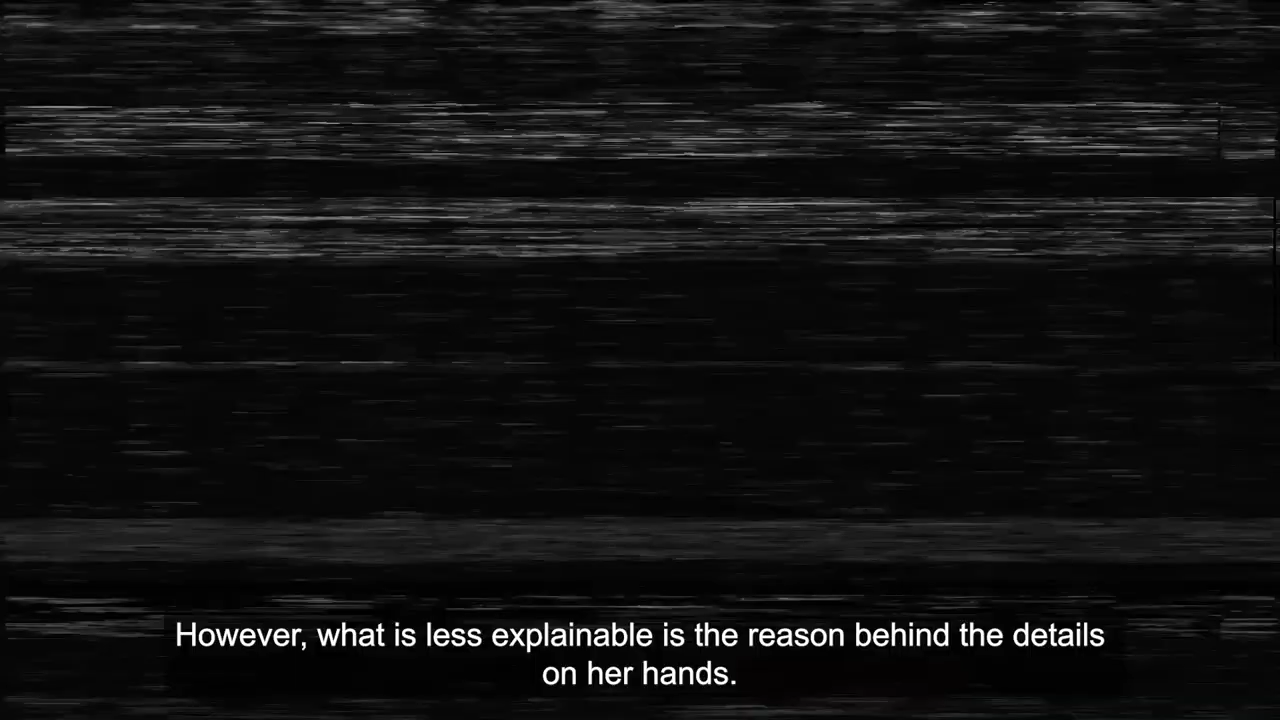 However, what is less explainable is the reason behind the details
on her hands.